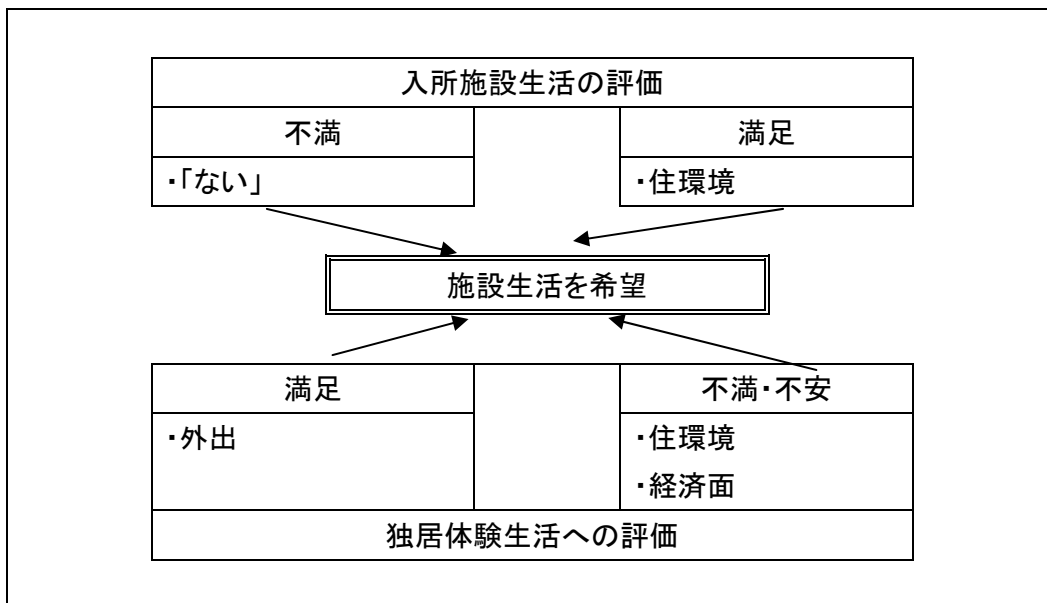 入所施設生活の評価
不満
満足
・「ない」
・住環境
施設生活を希望
満足
不満・不安
・外出
・住環境
・経済面
独居体験生活への評価